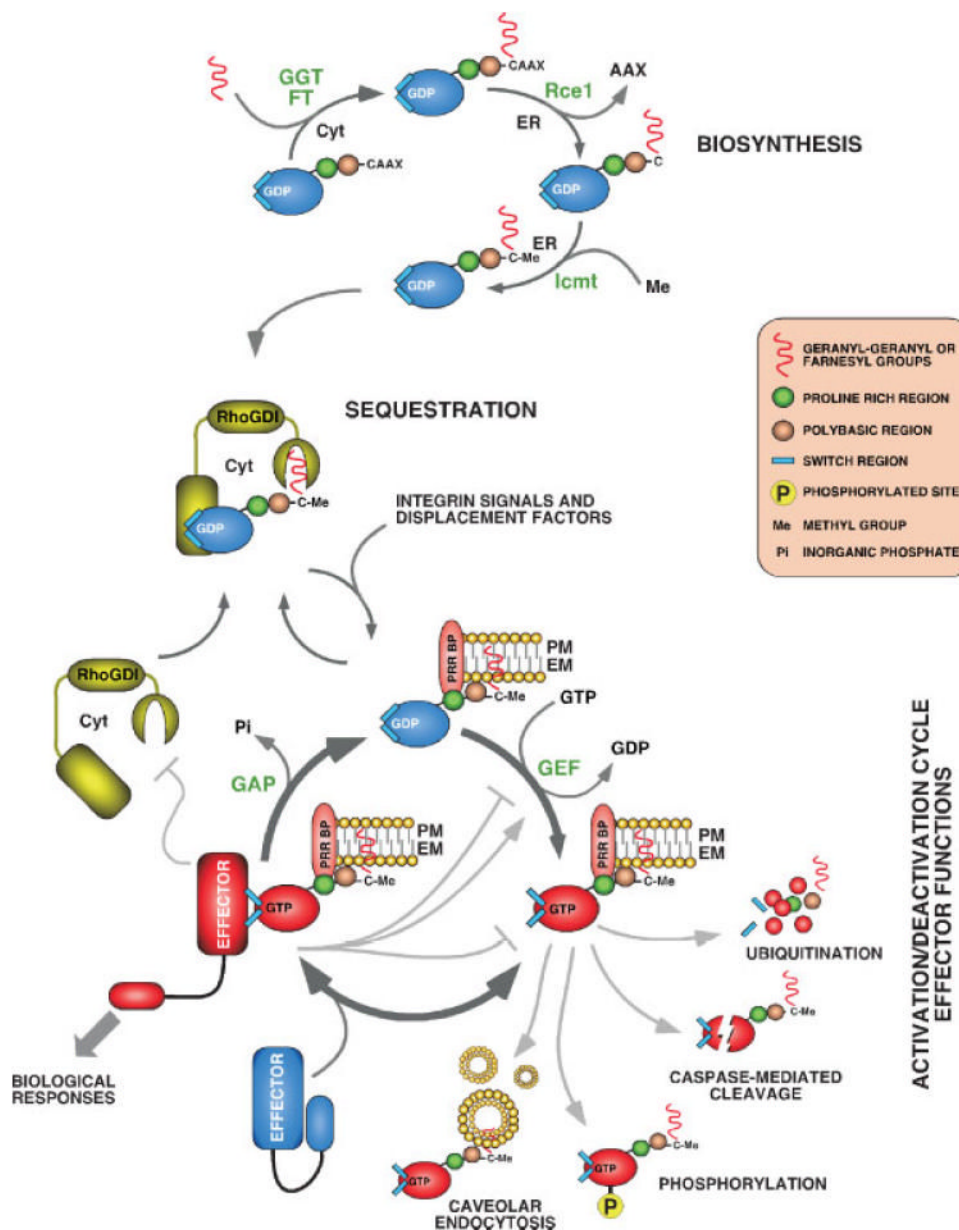 GGT
FT
Cyt
GDP
CAAX
GDP
CAAX
Rce1
ER
AAX
BIOSYNTHESIS
GDP
C
ER
Icmt
Me
GDP
C-Me
GERANYL-GERANYL OR
FARNESYL GROUPS
PROLINE RICH REGION
POLYBASIC REGION
SWITCH REGION
P PHOSPHORYLATED SITE
Me METHYL GROUP
Pi INORGANIC PHOSPHATE
SEQUESTRATION
RhoGDI
Cyt
GDP
C-Me
INTEGRIN SIGNALS AND
DISPLACEMENT FACTORS
RhoGDI
Cyt
PRR BP
PM
EM
GDP
C-Me
Pi
GAP
GTP
GEF
GDP
EFFECTOR
GTP
PRR BP
PM
EM
C-Me
PRR BP
PM
EM
GTP
C-Me
UBIQUITINATION
C-Me
CASPASE-MEDIATED
CLEAVAGE
ACTIVATION/DEACTIVATION CYCLE
EFFECTOR FUNCTIONS
BIOLOGICAL
RESPONSES
EFFECTOR
GTP
C-Me
CAVEOLAR
ENDOCYTOSIS
GTP
C-Me
P
PHOSPHORYLATION